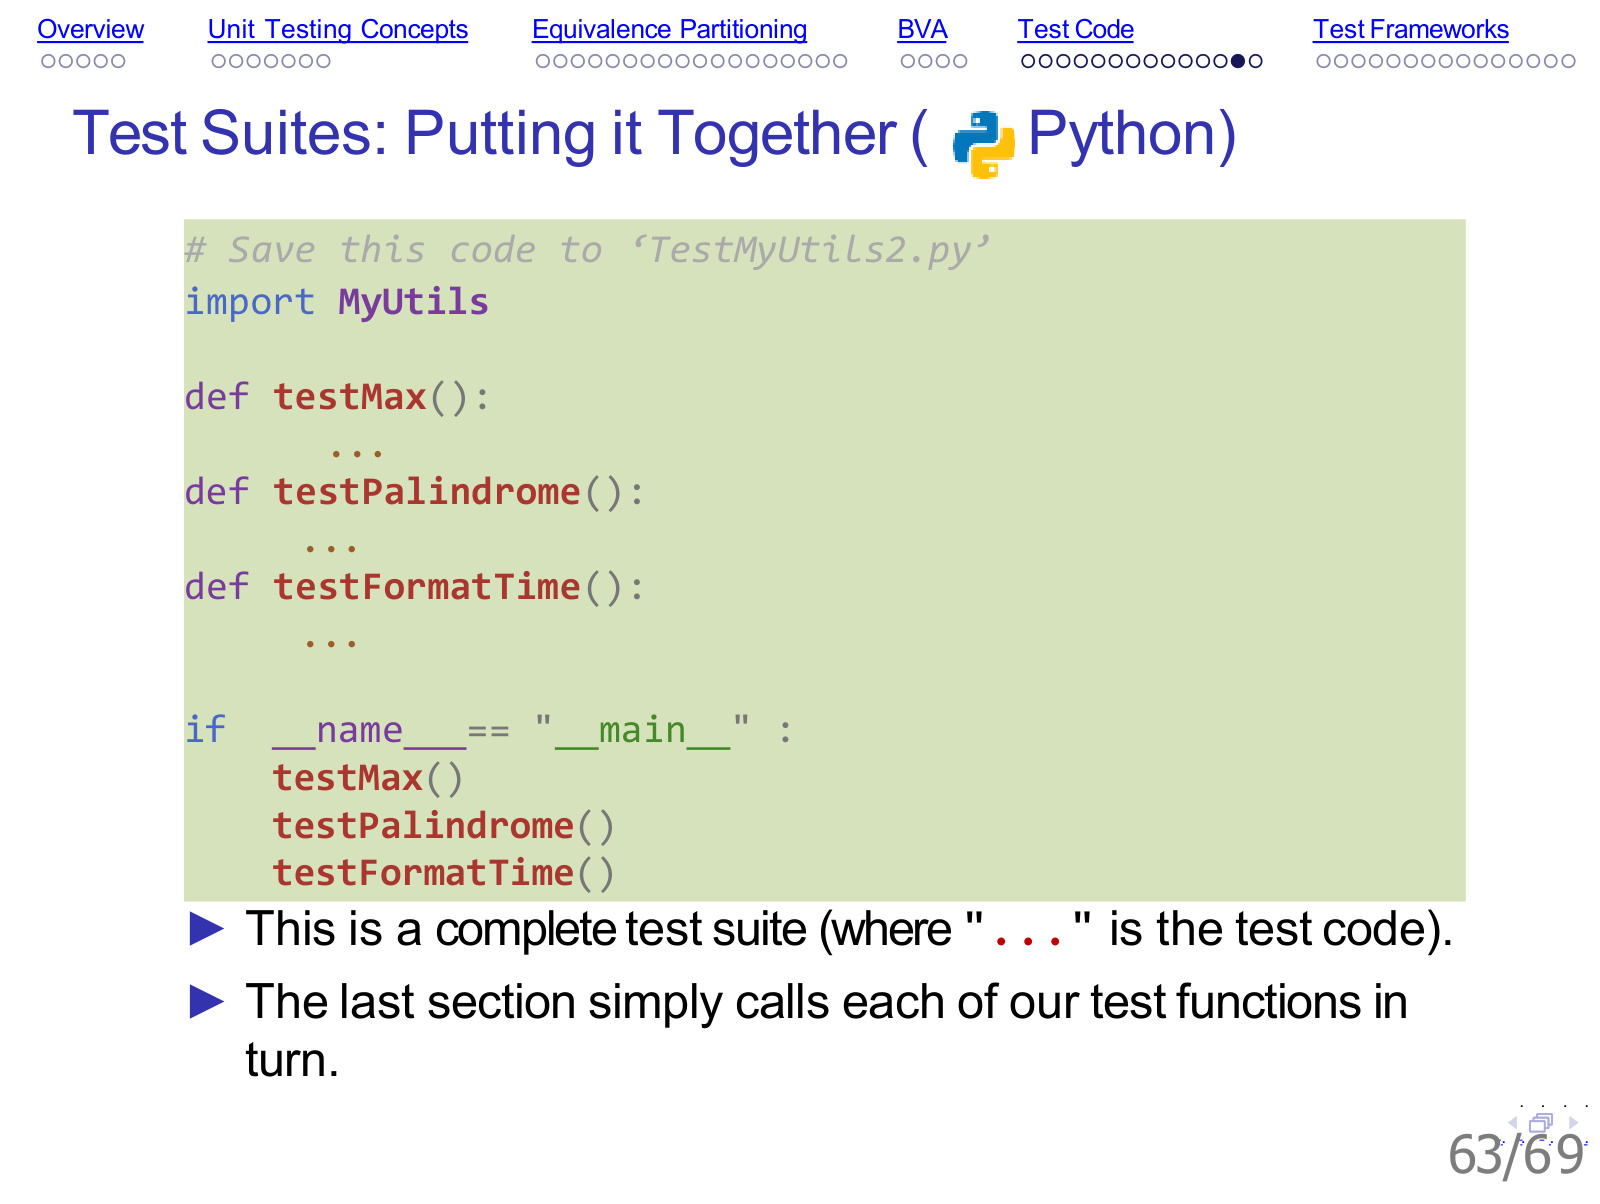 Overview Unit Testing Concepts Equivalence Partitioning BVA Test Code Test Frameworks
Test Suites: Putting it Together ( Python)
# Save this code to ‘TestMyUtils2.py’
import MyUtils
def testMax():
...
def testPalindrome():
...
def testFormatTime():
...
if __name___== "__main__" :
testMax()
testPalindrome()
testFormatTime()
► This is a complete test suite (where "..." is the test code).
► The last section simply calls each of our test functions in
turn.
63/69